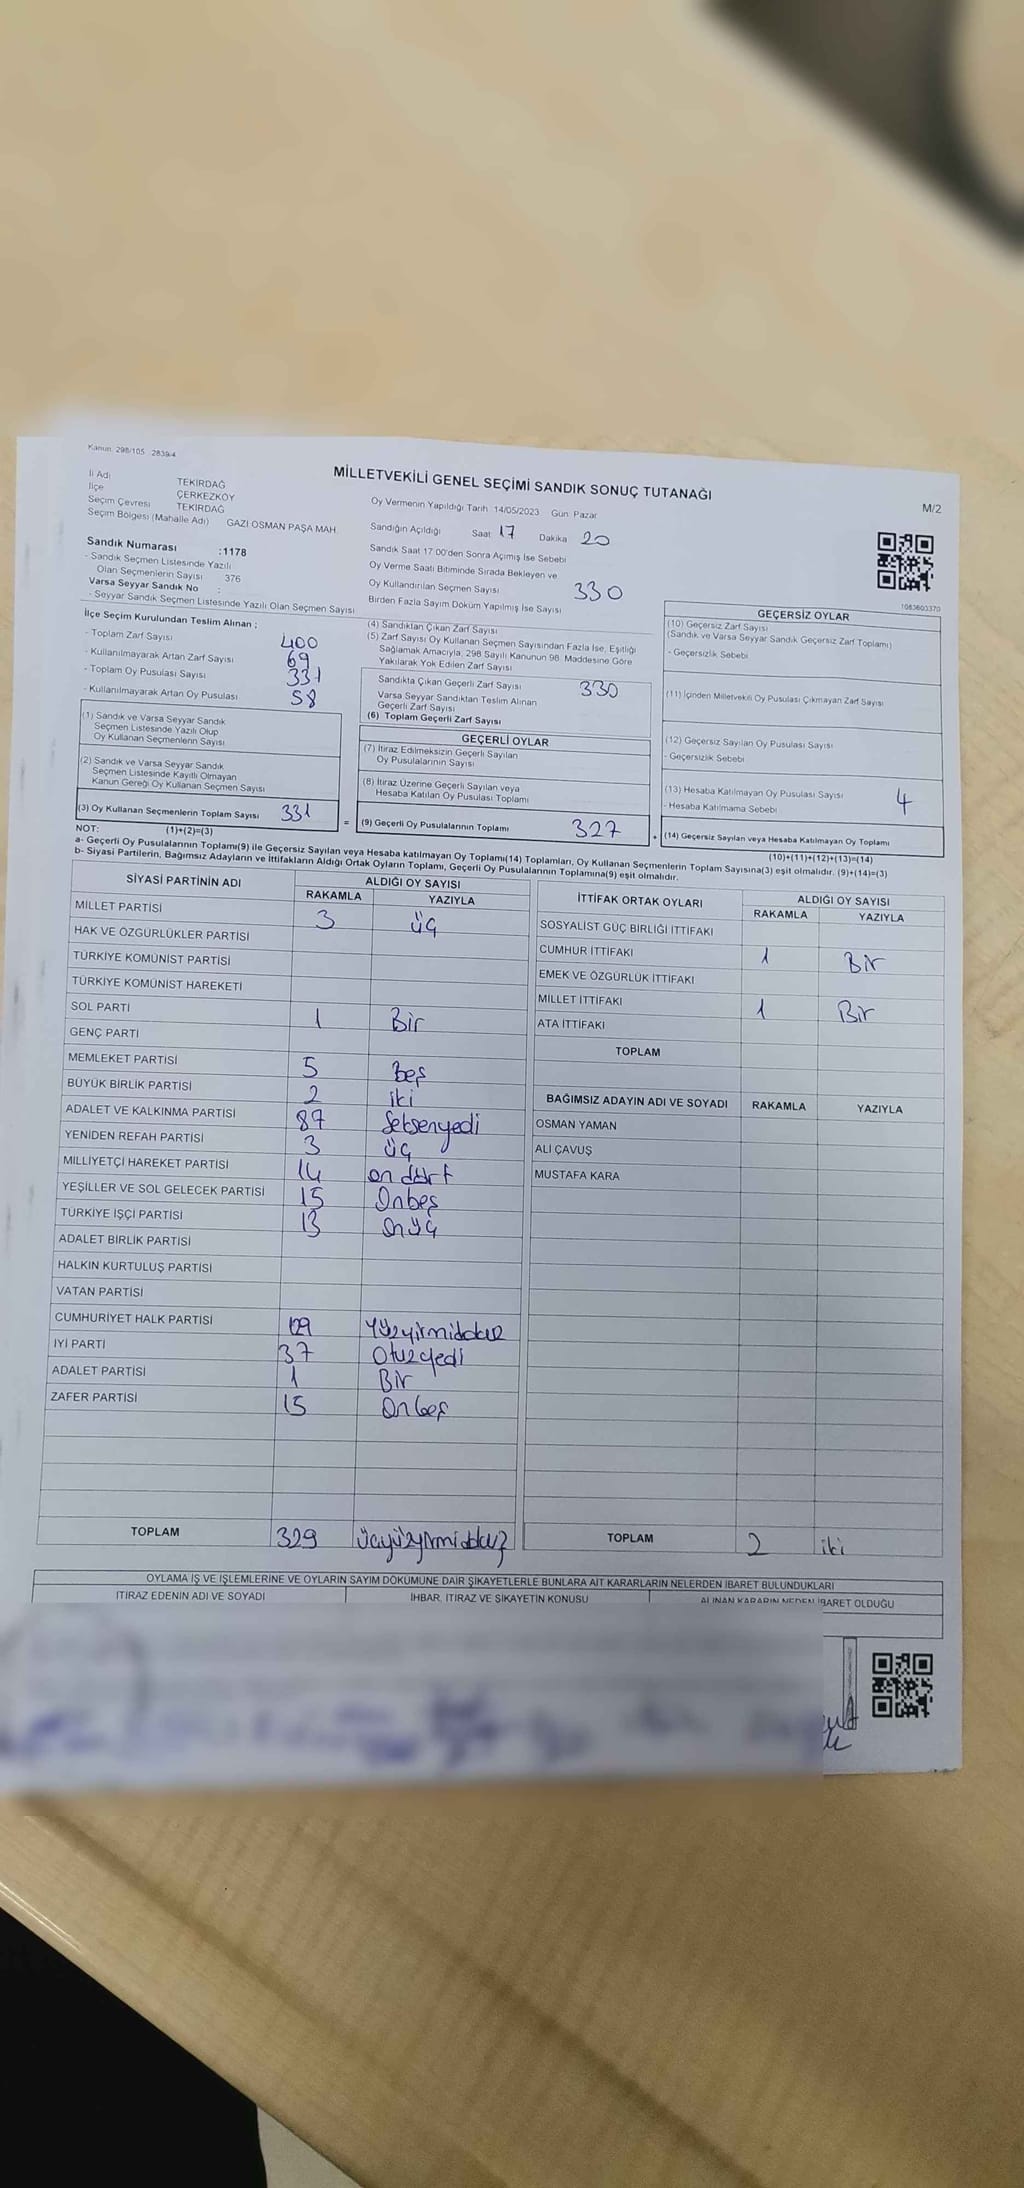 Kanun 298/105 2839/4
MİLLETVEKİLİ GENEL SEÇİMİ SANDIK SONUÇ TUTANAĞI
M/2
İl Adı TEKİRDAĞ
İlçe ÇERKEZKÖY
Seçim Çevresi TEKİRDAĞ
Seçim Bölgesi (Mahalle Adı) GAZİ OSMAN PAŞA MAH.
Sandık Numarası :1178
- Sandık Seçmen Listesinde Yazılı
Olan Seçmenlerin Sayısı 376
Varsa Seyyar Sandık No :
- Seyyar Sandık Seçmen Listesinde Yazılı Olan Seçmen Sayısı
Oy Vermenin Yapıldığı Tarih 14/05/2023 Gün: Pazar
Sandığın Açıldığı Saat 17 Dakika 20
Sandık Saat 17 00'den Sonra Açımış İse Sebebi
Oy Verme Saati Bitiminde Sırada Bekleyen ve
Oy Kullandırılan Seçmen Sayısı 330
Birden Fazla Sayım Döküm Yapılmış İse Sayısı
1083603370
İlçe Seçim Kurulundan Teslim Alınan ;
- Toplam Zarf Sayısı 400
- Kullanılmayarak Artan Zarf Sayısı 69
- Toplam Oy Pusulası Sayısı 331
- Kullanılmayarak Artan Oy Pusulası 58
(1) Sandık ve Varsa Seyyar Sandık
Seçmen Listesinde Yazılı Olup
Oy Kullanan Seçmenlerin Sayısı
(2) Sandık ve Varsa Seyyar Sandık
Seçmen Listesinde Kayıtlı Olmayan
Kanun Gereği Oy Kullanan Seçmen Sayısı
(3) Oy Kullanan Seçmenlerin Toplam Sayısı 331
(1)+(2)=(3)
(4) Sandıktan Çıkan Zarf Sayısı
(5) Zarf Sayısı Oy Kullanan Seçmen Sayısından Fazla İse, Eşitliği
Sağlamak Amacıyla, 298 Sayılı Kanunun 98. Maddesine Göre
Yakılarak Yok Edilen Zarf Sayısı
Sandıkta Çıkan Geçerli Zarf Sayısı 330
Varsa Seyyar Sandıktan Teslim Alınan
Geçerli Zarf Sayısı
(6) Toplam Geçerli Zarf Sayısı
GEÇERLİ OYLAR
(7) İtiraz Edilmeksizin Geçerli Sayılan
Oy Pusulalarının Sayısı
(8) İtiraz Üzerine Geçerli Sayılan veya
Hesaba Katılan Oy Pusulası Toplamı
= (9) Geçerli Oy Pusulalarının Toplamı 327 +
GEÇERSİZ OYLAR
(10) Geçersiz Zarf Sayısı
(Sandık ve Varsa Seyyar Sandık Geçersiz Zarf Toplamı)
- Geçersizlik Sebebi
(11) İçinden Milletvekili Oy Pusulası Çıkmayan Zarf Sayısı
(12) Geçersiz Sayılan Oy Pusulası Sayısı
- Geçersizlik Sebebi
(13) Hesaba Katılmayan Oy Pusulası Sayısı 4
- Hesaba Katılmama Sebebi
(14) Geçersiz Sayılan veya Hesaba Katılmayan Oy Toplamı
(10)+(11)+(12)+(13)=(14)
NOT:
a- Geçerli Oy Pusulalarının Toplamı(9) ile Geçersiz Sayılan veya Hesaba katılmayan Oy Toplamı(14) Toplamları, Oy Kullanan Seçmenlerin Toplam Sayısına(3) eşit olmalıdır. (9)+(14)=(3)
b- Siyasi Partilerin, Bağımsız Adayların ve İttifakların Aldığı Ortak Oyların Toplamı, Geçerli Oy Pusulalarının Toplamına(9) eşit olmalıdır.
SİYASİ PARTİNİN ADI ALDIĞI OY SAYISI
RAKAMLA YAZIYLA
MİLLET PARTİSİ 3 üç
HAK VE ÖZGÜRLÜKLER PARTİSİ
TÜRKİYE KOMÜNİST PARTİSİ
TÜRKİYE KOMÜNİST HAREKETİ
SOL PARTİ 1 Bir
GENÇ PARTİ
MEMLEKET PARTİSİ 5 beş
BÜYÜK BİRLİK PARTİSİ 2 iki
ADALET VE KALKINMA PARTİSİ 87 Seksenyedi
YENİDEN REFAH PARTİSİ 3 üç
MİLLİYETÇİ HAREKET PARTİSİ 14 on dört
YEŞİLLER VE SOL GELECEK PARTİSİ 15 Onbeş
TÜRKİYE İŞÇİ PARTİSİ 13 Onüç
ADALET BİRLİK PARTİSİ
HALKIN KURTULUŞ PARTİSİ
VATAN PARTİSİ
CUMHURİYET HALK PARTİSİ 129 Yüzyirmidokuz
İYİ PARTİ 37 Otuzyedi
ADALET PARTİSİ 1 Bir
ZAFER PARTİSİ 15 Onbeş
TOPLAM 329 üçyüzyirmidokuz
İTTİFAK ORTAK OYLARI ALDIĞI OY SAYISI
RAKAMLA YAZIYLA
SOSYALİST GÜÇ BİRLİĞİ İTTİFAKI
CUMHUR İTTİFAKI 1 Bir
EMEK VE ÖZGÜRLÜK İTTİFAKI
MİLLET İTTİFAKI 1 Bir
ATA İTTİFAKI
TOPLAM
BAĞIMSIZ ADAYIN ADI VE SOYADI RAKAMLA YAZIYLA
OSMAN YAMAN
ALİ ÇAVUŞ
MUSTAFA KARA
TOPLAM 2 iki
OYLAMA İŞ VE İŞLEMLERİNE VE OYLARIN SAYIM DÖKÜMÜNE DAİR ŞİKAYETLERLE BUNLARA AİT KARARLARIN NELERDEN İBARET BULUNDUKLARI
İTİRAZ EDENİN ADI VE SOYADI İHBAR, İTİRAZ VE ŞİKAYETİN KONUSU ALINAN KARARIN NEDEN İBARET OLDUĞU